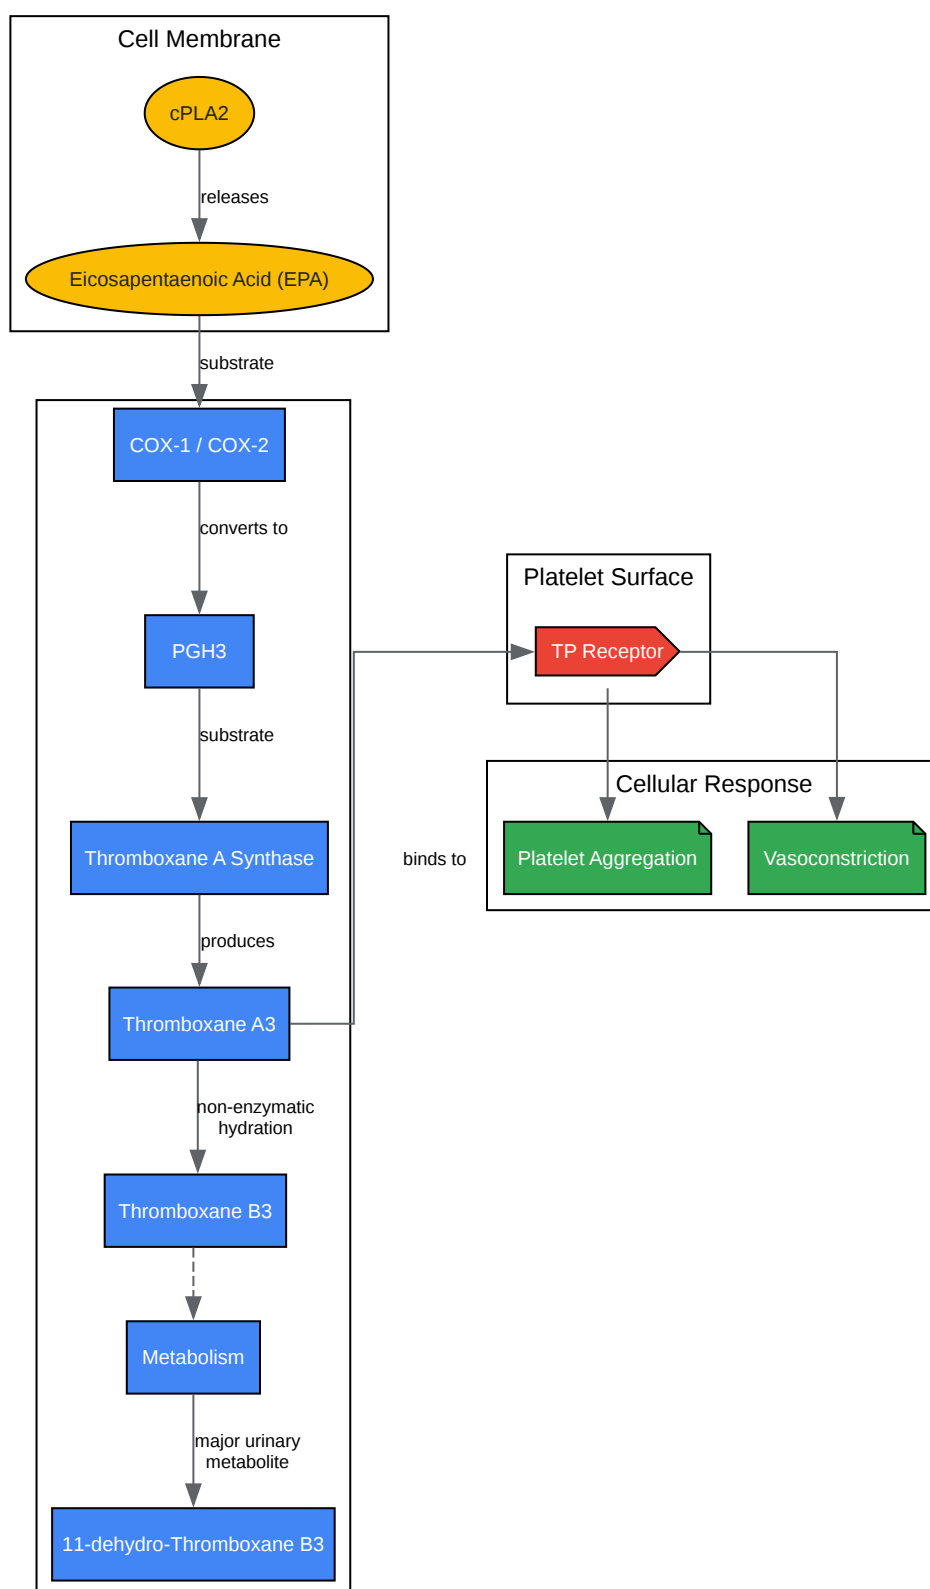 Cell Membrane
cPLA2
releases
Eicosapentaenoic Acid (EPA)
substrate
COX-1 / COX-2
converts to
PGH3
substrate
Thromboxane A Synthase
produces
Thromboxane A3
non-enzymatic
hydration
Thromboxane B3
Metabolism
major urinary
metabolite
11-dehydro-Thromboxane B3
binds to
Platelet Surface
TP Receptor
Cellular Response
Platelet Aggregation
Vasoconstriction